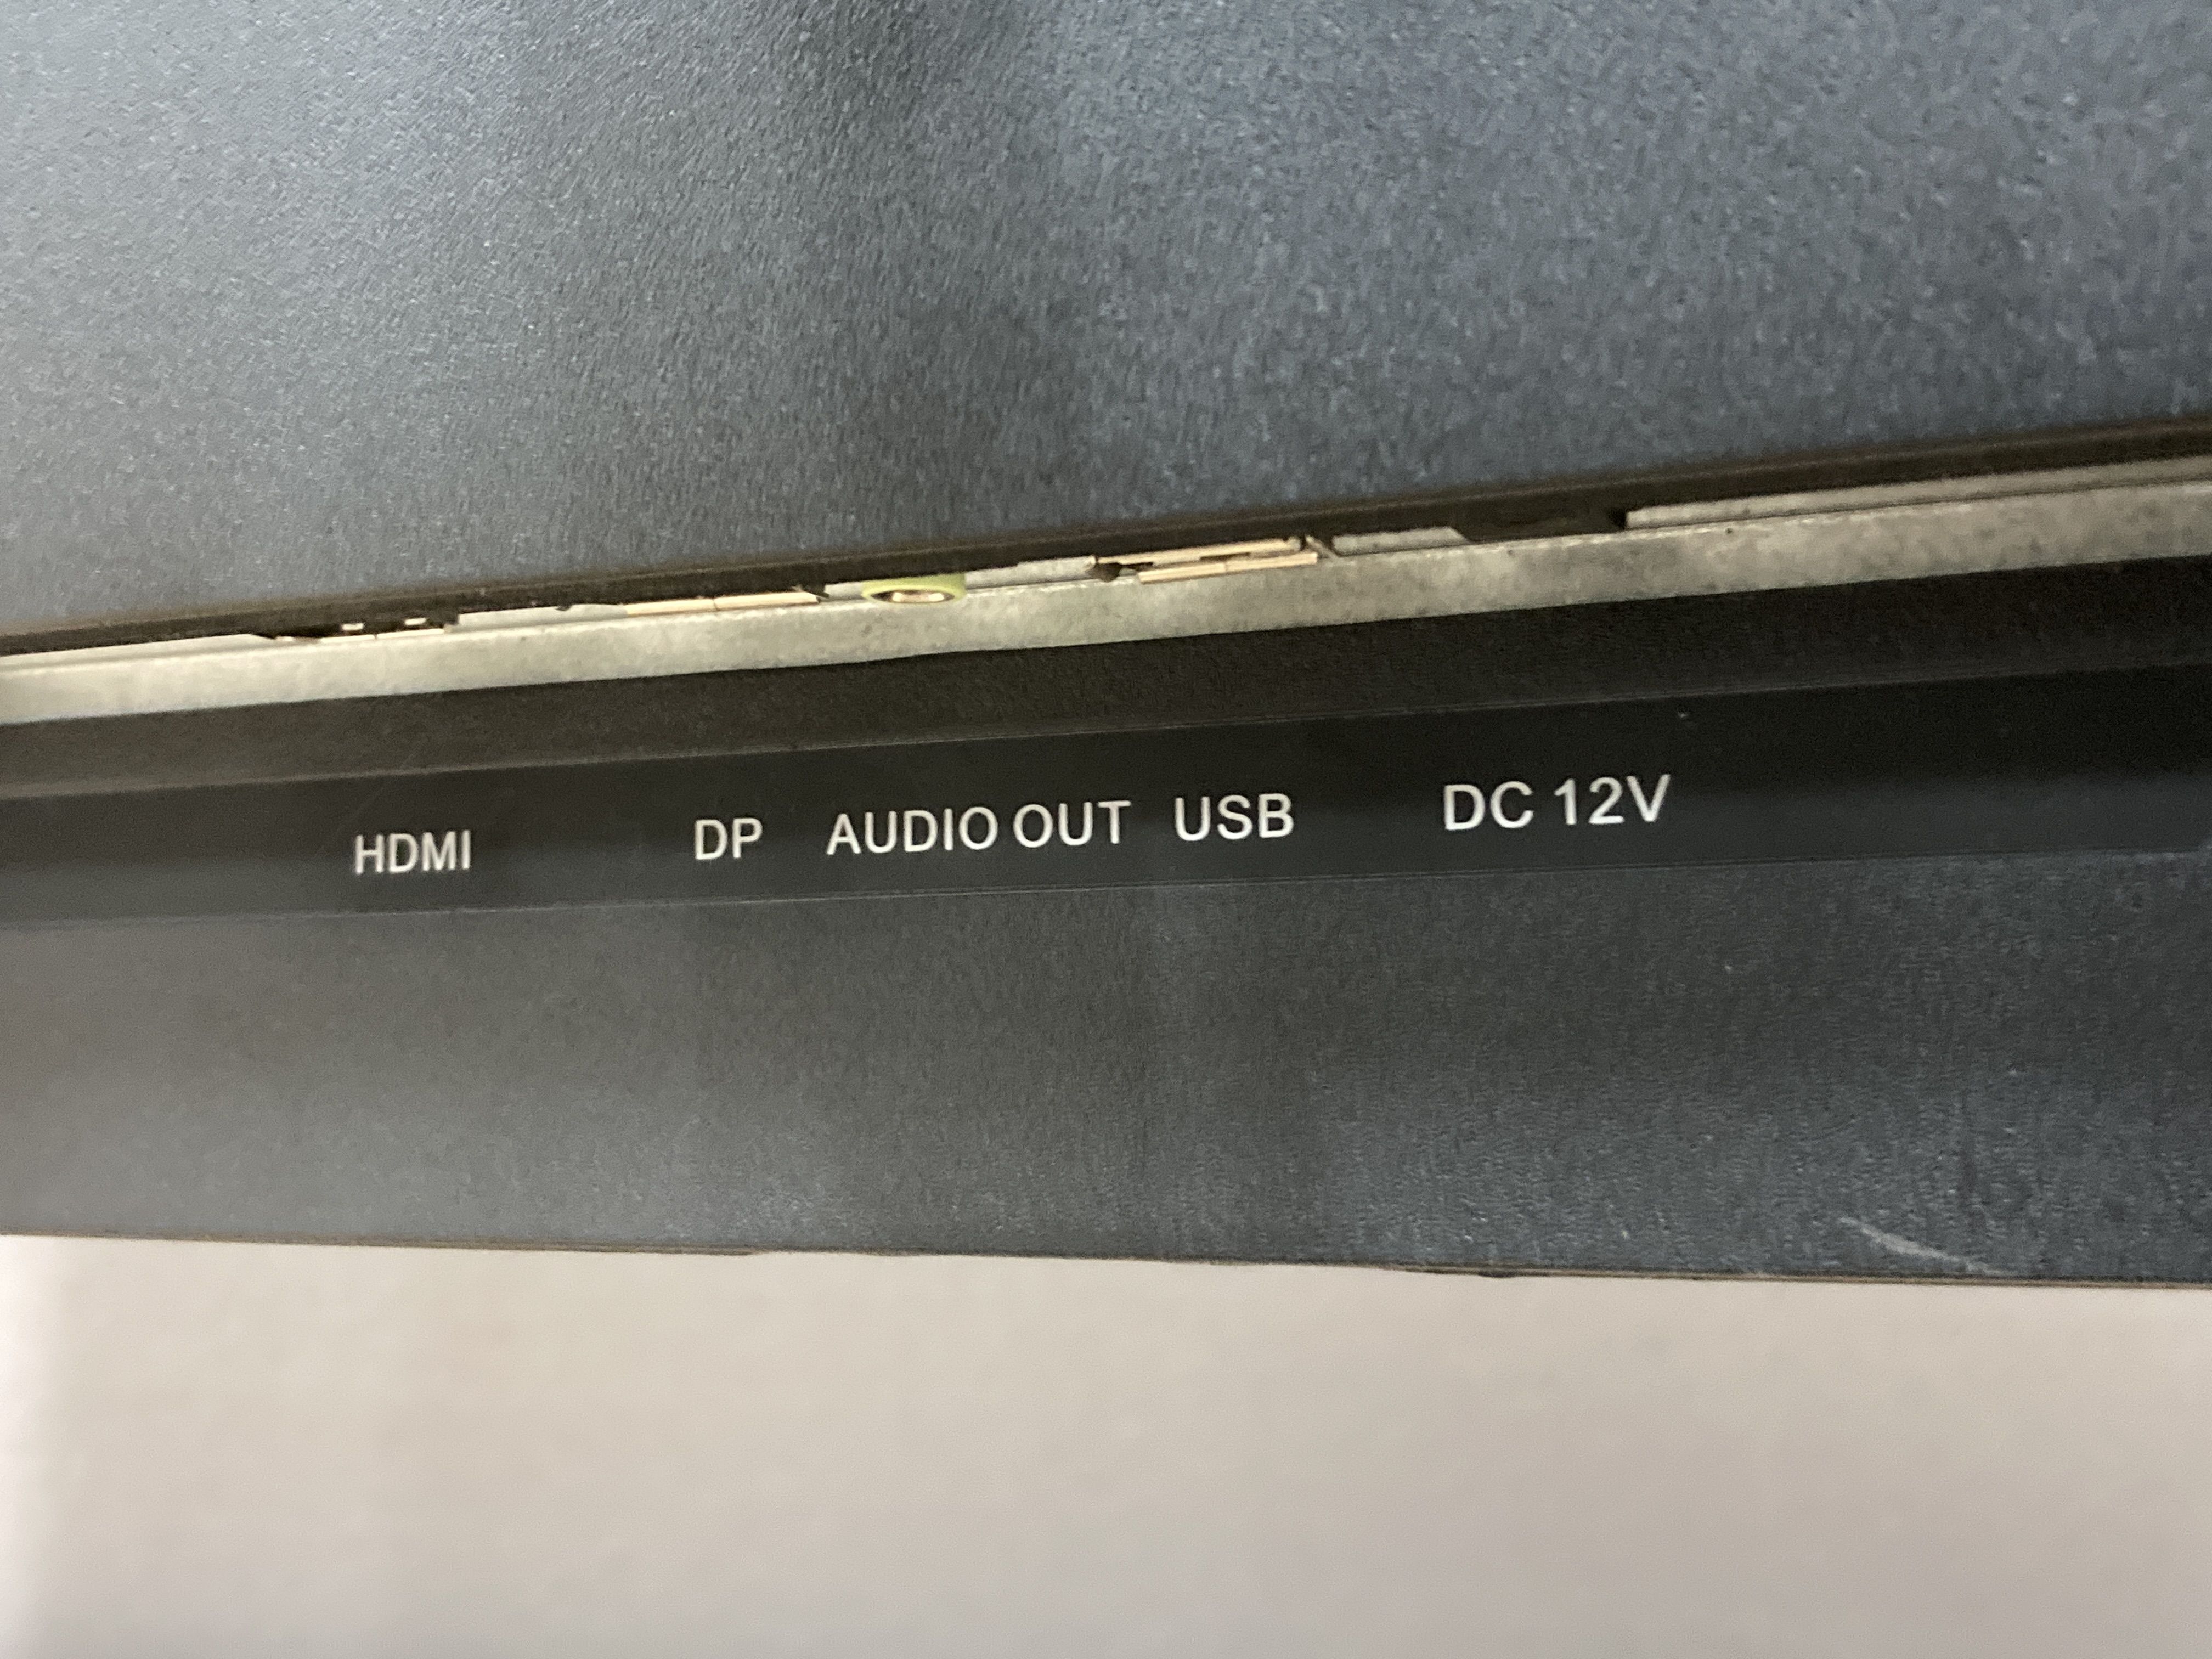 HDMI DP AUDIO OUT USB DC 12V